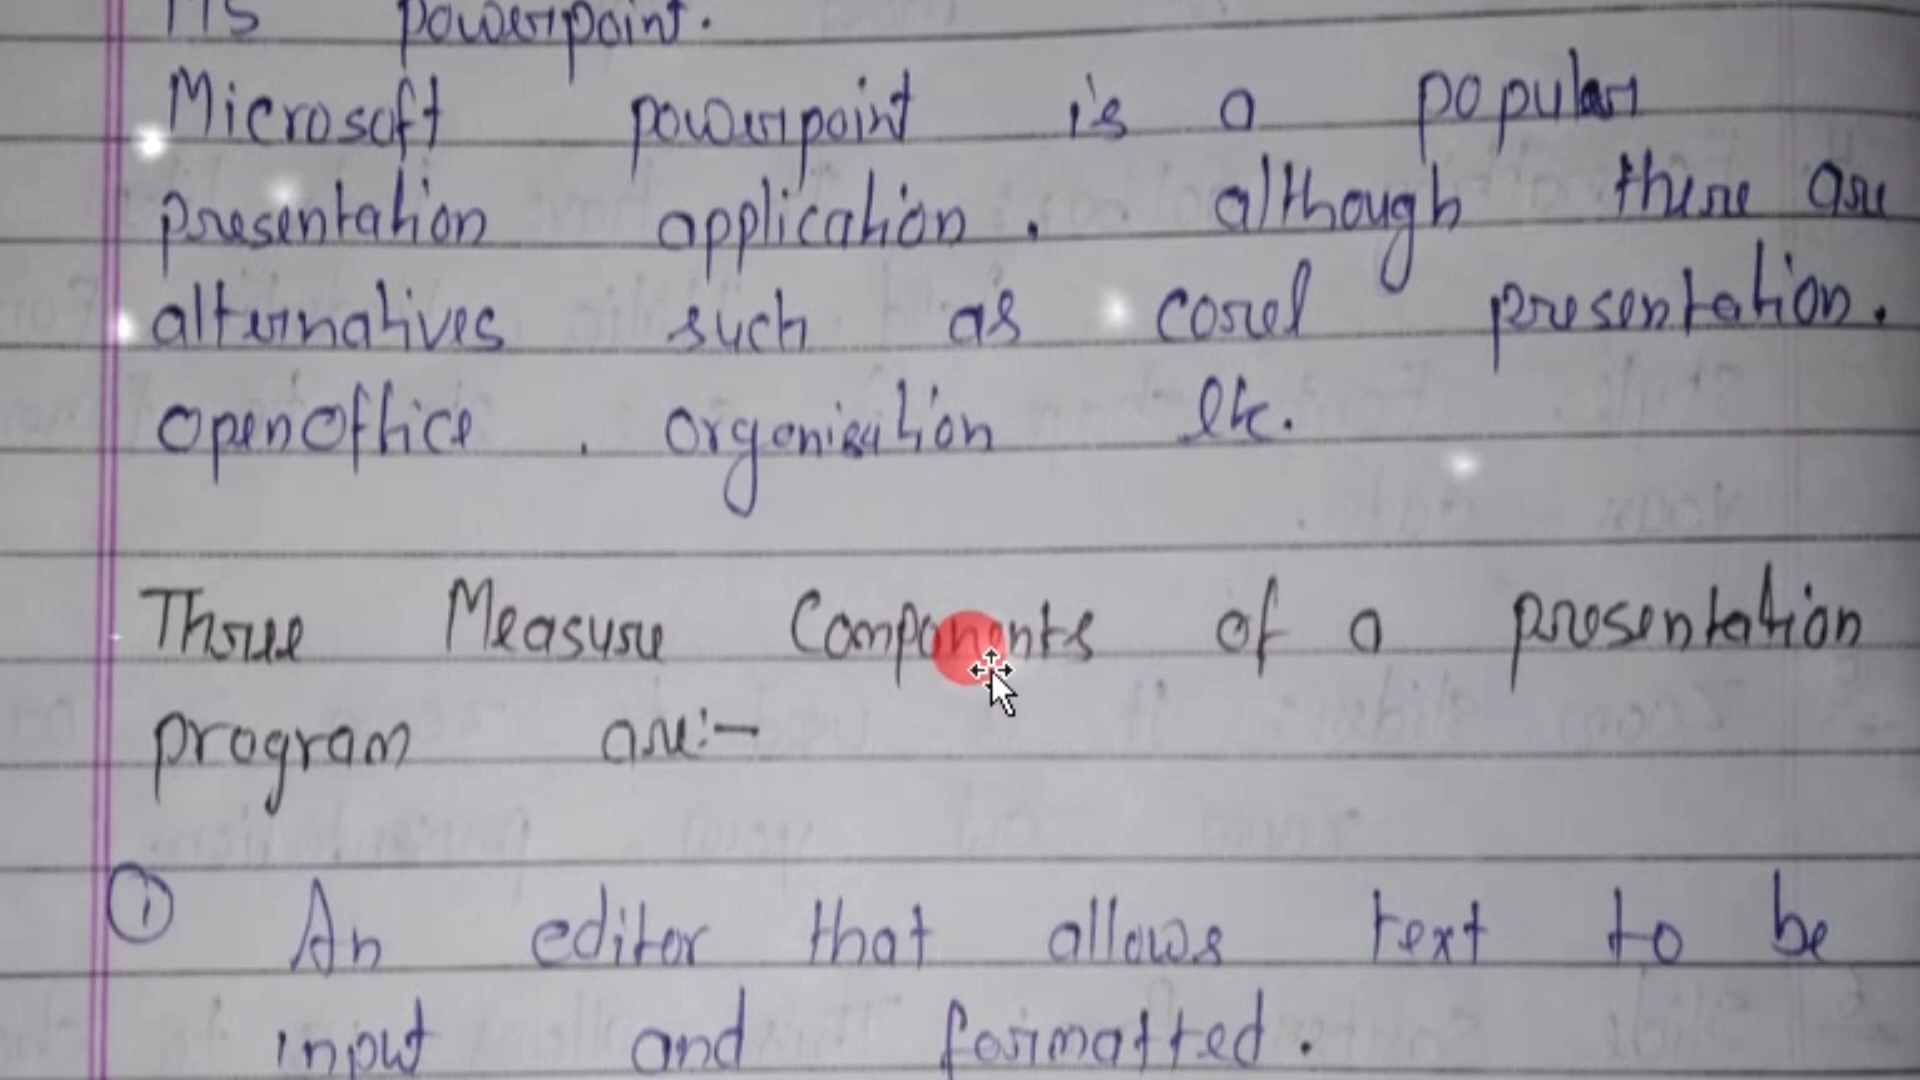 MS powerpoint.
Microsoft powerpoint is a popular
presentation application. although there are
alternatives such as corel presentation.
openoffice . organisation etc.
Three Measure Components of a presentation
program are:-
① An editor that allows text to be
input and formatted.